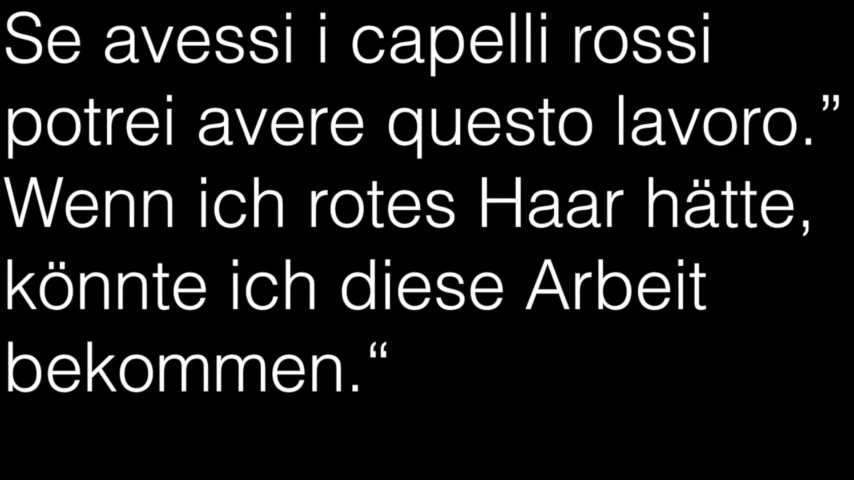 Se avessi i capelli rossi
potrei avere questo lavoro.”
Wenn ich rotes Haar hätte,
könnte ich diese Arbeit
bekommen.“